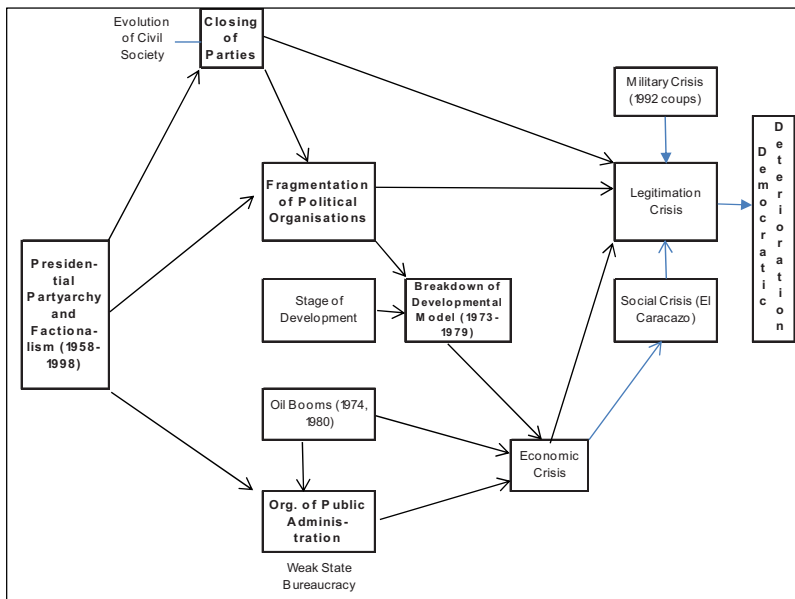 Evolution
of Civil
Society
Closing
of
Parties
Military Crisis
(1992 coups)
Democratic
Deterioration
Fragmentation
of Political
Organisations
Legitimation
Crisis
Presiden-
tial
Partyarchy
and
Factiona-
lism (1958-
1998)
Stage of
Development
Breakdown of
Developmental
Model (1973-
1979)
Social Crisis (El
Caracazo)
Oil Booms (1974,
1980)
Economic
Crisis
Org. of Public
Adminis-
tration
Weak State
Bureaucracy